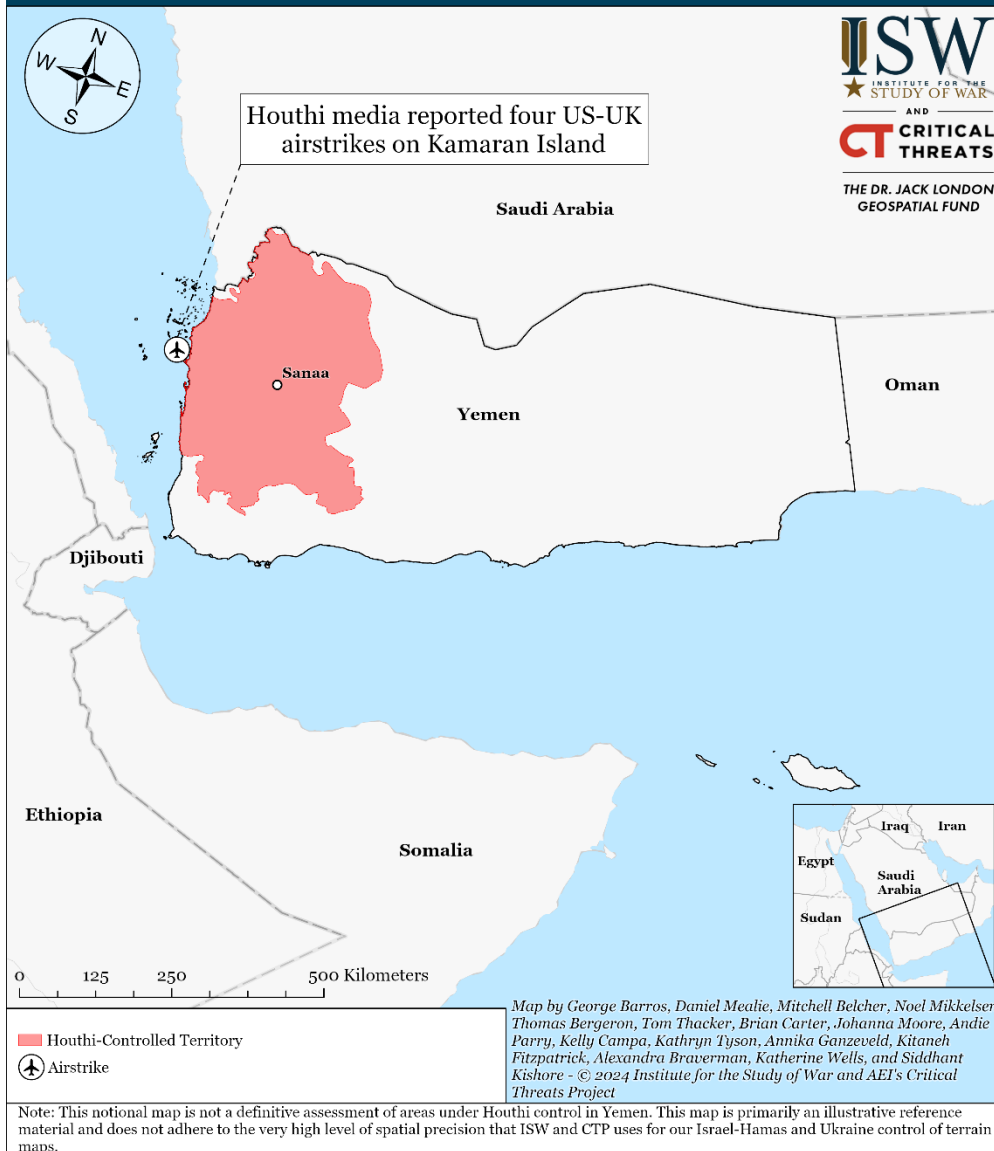 N
W
E
S
ISW
INSTITUTE FOR THE
STUDY OF WAR
AND
CT CRITICAL
THREATS
THE DR. JACK LONDON
GEOSPATIAL FUND
Houthi media reported four US-UK
airstrikes on Kamaran Island
Saudi Arabia
Sanaa
Yemen
Oman
Djibouti
Ethiopia
Somalia
Iraq
Iran
Egypt
Saudi
Arabia
Sudan
0 125 250 500 Kilometers
Houthi-Controlled Territory
Airstrike
Map by George Barros, Daniel Mealie, Mitchell Belcher, Noel Mikkelsen
Thomas Bergeron, Tom Thacker, Brian Carter, Johanna Moore, Andie
Parry, Kelly Campa, Kathryn Tyson, Annika Ganzeveld, Kitaneh
Fitzpatrick, Alexandra Braverman, Katherine Wells, and Siddhant
Kishore - © 2024 Institute for the Study of War and AEI's Critical
Threats Project
Note: This notional map is not a definitive assessment of areas under Houthi control in Yemen. This map is primarily an illustrative reference
material and does not adhere to the very high level of spatial precision that ISW and CTP uses for our Israel-Hamas and Ukraine control of terrain
maps.